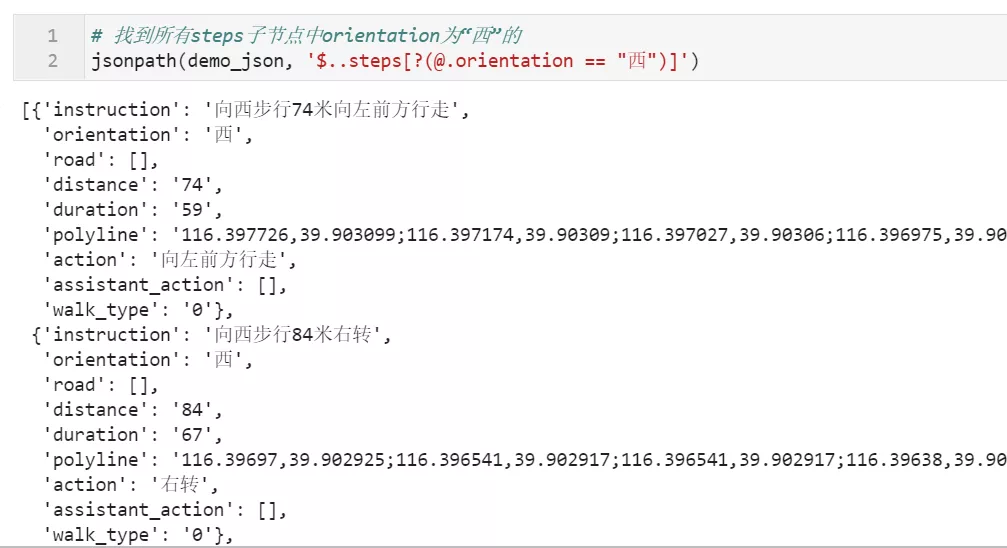 1 # 找到所有steps子节点中orientation为“西”的
2 jsonpath(demo_json, '$..steps[?(@.orientation == "西")]')
[{'instruction': '向西步行74米向左前方行走',
'orientation': '西',
'road': [],
'distance': '74',
'duration': '59',
'polyline': '116.397726,39.903099;116.397174,39.90309;116.397027,39.90306;116.396975,39.90
'action': '向左前方行走',
'assistant_action': [],
'walk_type': '0'},
{'instruction': '向西步行84米右转',
'orientation': '西',
'road': [],
'distance': '84',
'duration': '67',
'polyline': '116.39697,39.902925;116.396541,39.902917;116.396541,39.902917;116.39638,39.90
'action': '右转',
'assistant_action': [],
'walk_type': '0'},